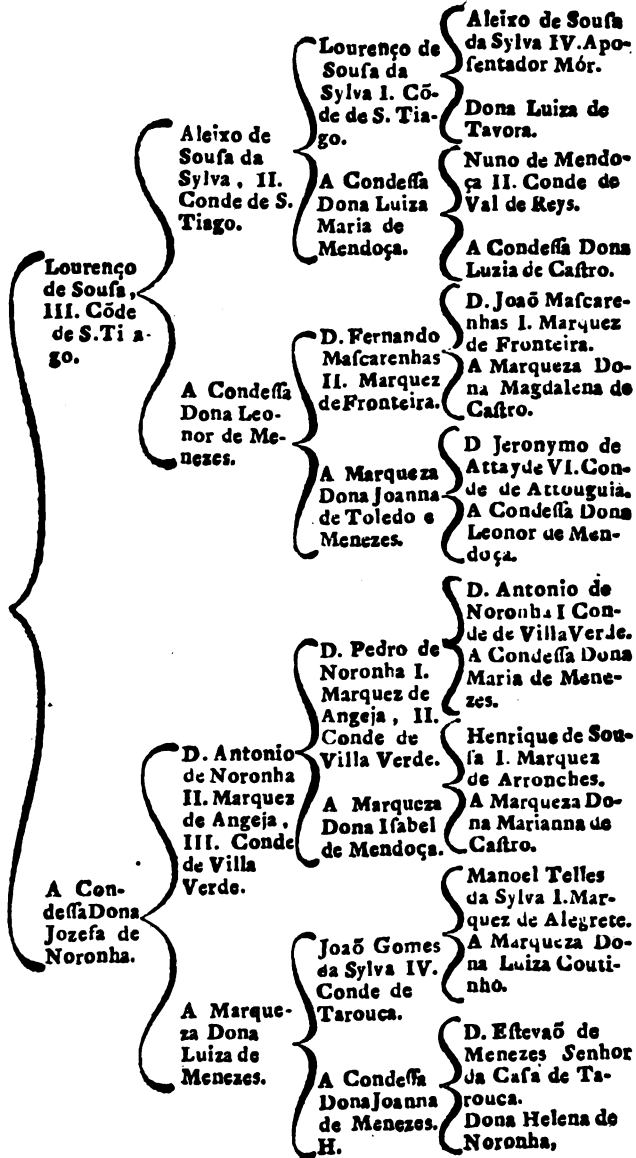 Lourenço
de Sousa,
III. Cõde
de S.Ti a-
go.
A Con-
dessaDona
Jozefa de
Noronha.
Aleixo de
Sousa da
Sylva, II.
Conde de S.
Tiago.
A Condessa
Dona Leo-
nor de Me-
nezes.
D. Antonio
de Noronha
II. Marquez
de Angeja,
III. Conde
de Villa
Verde.
A Marque-
za Dona
Luiza de
Menezes.
Lourenço de
Sousa da
Sylva I. Cõ-
de de S. Tia-
go.
A Condessa
Dona Luiza
Maria de
Mendoça.
D. Fernando
Mascarenhas
II. Marquez
deFronteira.
A Marqueza
Dona Joanna
de Toledo e
Menezes.
D. Pedro de
Noronha I.
Marquez de
Angeja, II.
Conde de
Villa Verde.
A Marqueza
Dona Isabel
de Mendoça.
Joaõ Gomes
da Sylva IV.
Conde de
Tarouca.
A Condessa
DonaJoanna
de Menezes.
H.
Aleixo de Sousa
da Sylva IV.Apo-
sentador Mór.
Dona Luiza de
Tavora.
Nuno de Mendo-
ça II. Conde de
Val de Reys.
A Condessa Dona
Luzia de Castro.
D. Joaõ Mascare-
nhas I. Marquez
de Fronteira.
A Marqueza Do-
na Magdalena de
Castro.
D Jeronymo de
Attayde VI.Con-
de de Attouguia.
A Condessa Dona
Leonor de Men-
doça.
D. Antonio de
Noronha I Con-
de de VillaVerde.
A Condessa Dona
Maria de Mene-
zes.
Henrique de Sou-
sa I. Marquez
de Arronches.
A Marqueza Do-
na Marianna de
Castro.
Manoel Telles
da Sylva I.Mar-
quez de Alegrete.
A Marqueza Do-
na Luiza Couti-
nho.
D. Estevaõ de
Menezes Senhor
da Casa de Ta-
rouca.
Dona Helena de
Noronha,